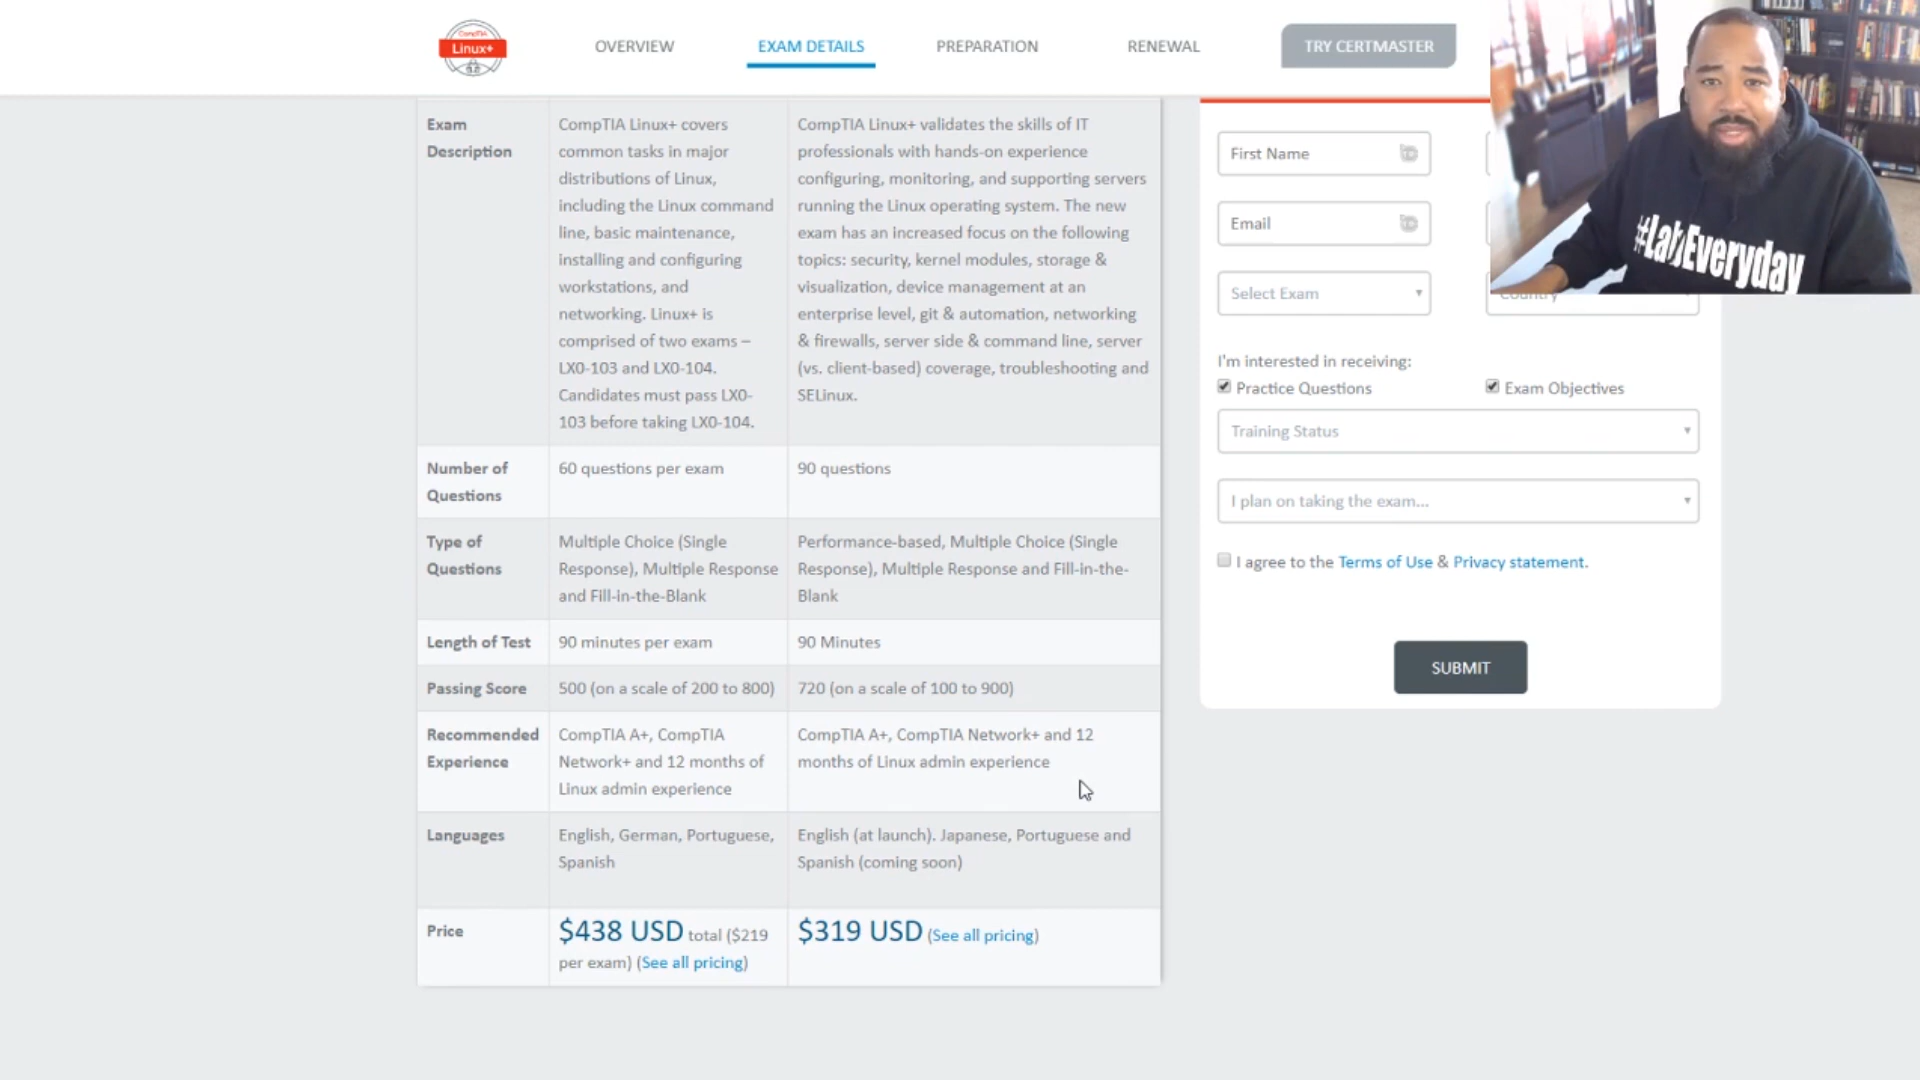 CompTIA
Linux+
OVERVIEW
EXAM DETAILS
PREPARATION
RENEWAL
TRY CERTMASTER
Exam
Description
CompTIA Linux+ covers
common tasks in major
distributions of Linux,
including the Linux command
line, basic maintenance,
installing and configuring
workstations, and
networking. Linux+ is
comprised of two exams –
LX0-103 and LX0-104.
Candidates must pass LX0-
103 before taking LX0-104.
CompTIA Linux+ validates the skills of IT
professionals with hands-on experience
configuring, monitoring, and supporting servers
running the Linux operating system. The new
exam has an increased focus on the following
topics: security, kernel modules, storage &
visualization, device management at an
enterprise level, git & automation, networking
& firewalls, server side & command line, server
(vs. client-based) coverage, troubleshooting and
SELinux.
Number of
Questions
60 questions per exam
90 questions
Type of
Questions
Multiple Choice (Single
Response), Multiple Response
and Fill-in-the-Blank
Performance-based, Multiple Choice (Single
Response), Multiple Response and Fill-in-the-
Blank
Length of Test
90 minutes per exam
90 Minutes
Passing Score
500 (on a scale of 200 to 800)
720 (on a scale of 100 to 900)
Recommended
Experience
CompTIA A+, CompTIA
Network+ and 12 months of
Linux admin experience
CompTIA A+, CompTIA Network+ and 12
months of Linux admin experience
Languages
English, German, Portuguese,
Spanish
English (at launch). Japanese, Portuguese and
Spanish (coming soon)
Price
$438 USD total ($219
per exam) (See all pricing)
$319 USD (See all pricing)
First Name
Email
Select Exam
Country
I'm interested in receiving:
Practice Questions
Exam Objectives
Training Status
I plan on taking the exam...
I agree to the Terms of Use & Privacy statement.
SUBMIT
#LabEveryday